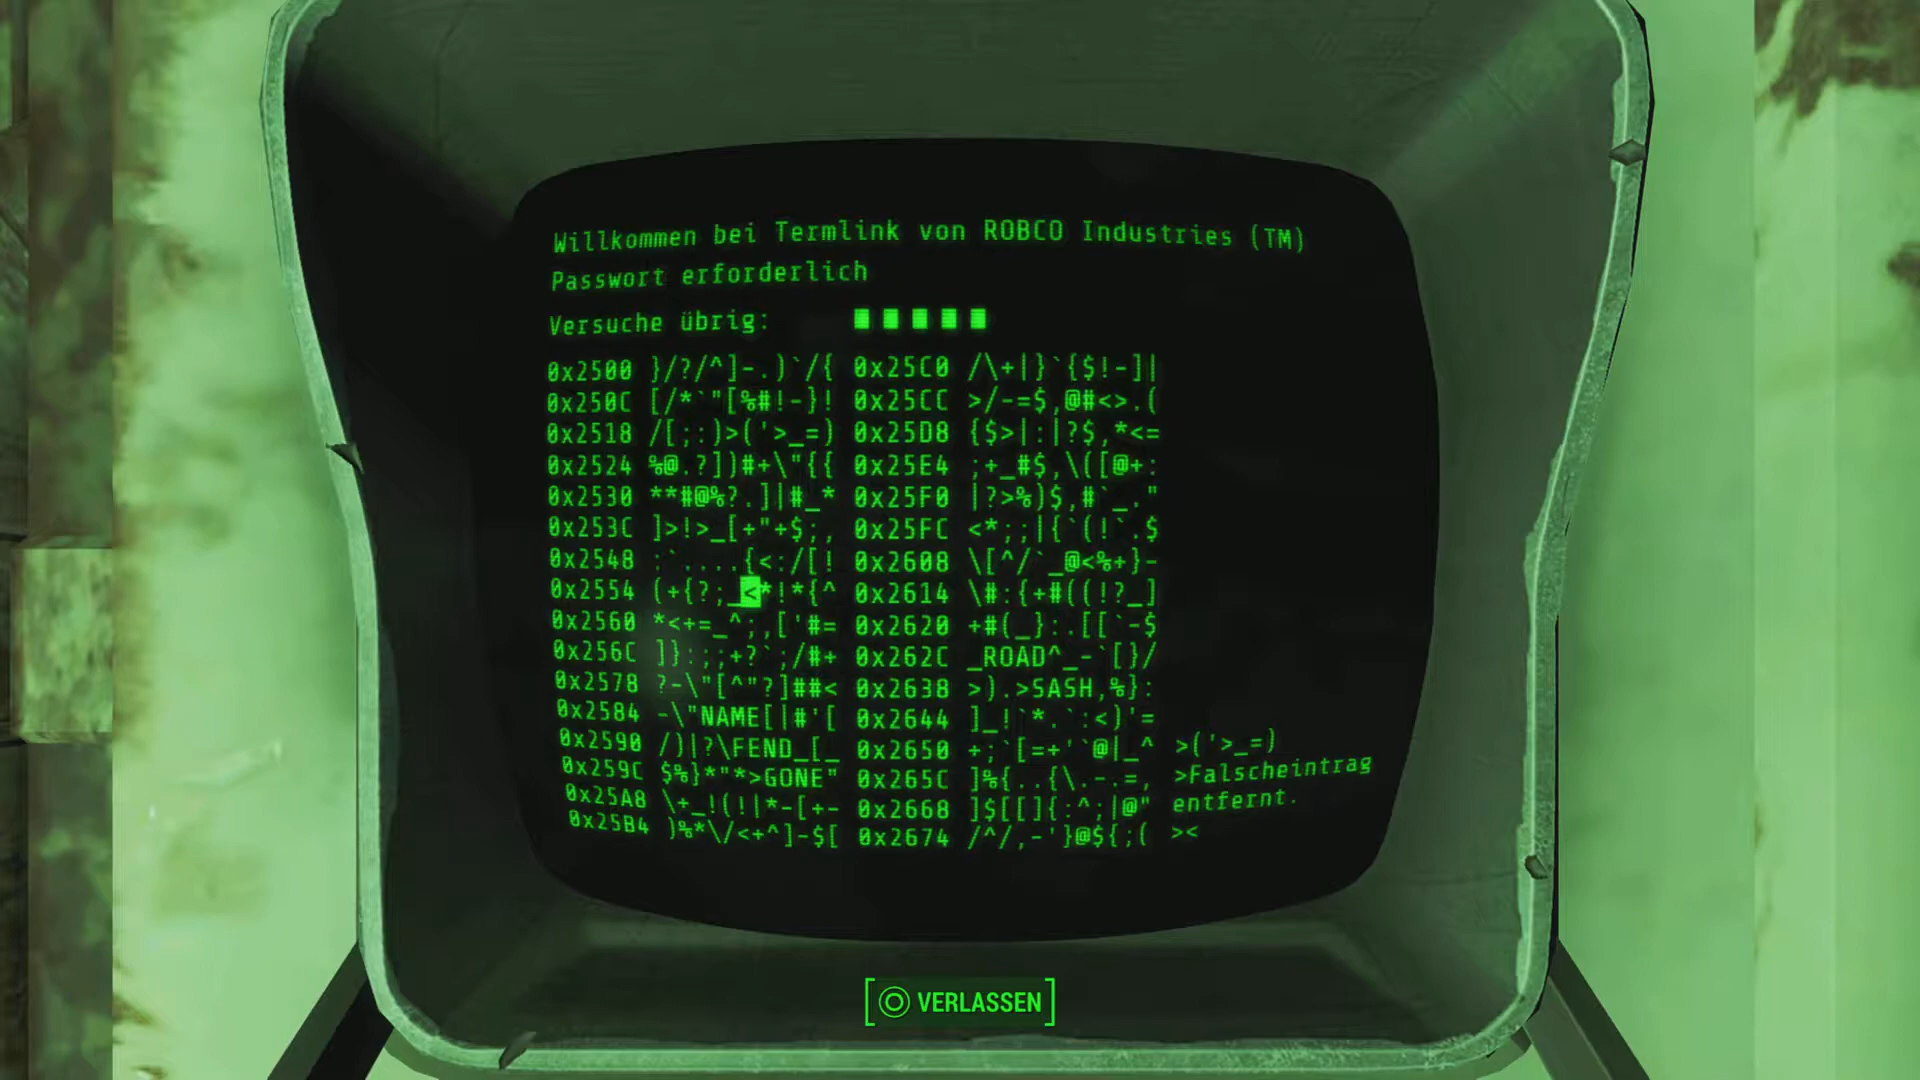 Willkommen bei Termlink von ROBCO Industries (TM)
Passwort erforderlich
Versuche übrig:
0x2500 }/?/^]-.)`/{ 0x25C0 /\+|}`{$!-]|
0x250C [/*`"[%#!-}! 0x25CC >/-=$,@#<>.(
0x2518 /[;:)>('>_=) 0x25D8 {$>|:|?$,*<=
0x2524 %@.?])#+\"{{ 0x25E4 ;+_#$,\([@+:
0x2530 **#@%?.]|#_* 0x25F0 |?>%)$,#`_."
0x253C ]>!>_[+"+$;, 0x25FC <*;;|{`(!`.$
0x2548 :`....{<:/[! 0x2608 \[^/`_@<%+}-
0x2554 (+{?;_<*!*{^ 0x2614 \#:{+#((!?_]
0x2560 *<+=_^;,['#= 0x2620 +#(_}:.[[`-$
0x256C ]}:;;+?`;/#+ 0x262C _ROAD^_-`[}/
0x2578 ?-\"[^"?]##< 0x2638 >).>SASH,%}:
0x2584 -\"NAME[|#'[ 0x2644 ]_!`*.`:<)'=
0x2590 /)|?\FEND_[_ 0x2650 +;`[=+'`@|_^ >('>_=)
0x259C $%}*"*>GONE" 0x265C ]%{..{\.-.=, >Falscheintrag
0x25A8 \+_!(!|*-[+- 0x2668 ]$[[]{:^;|@" entfernt.
0x25B4 )%*\/<+^]-$[ 0x2674 /^/,-'}@${;( ><
VERLASSEN